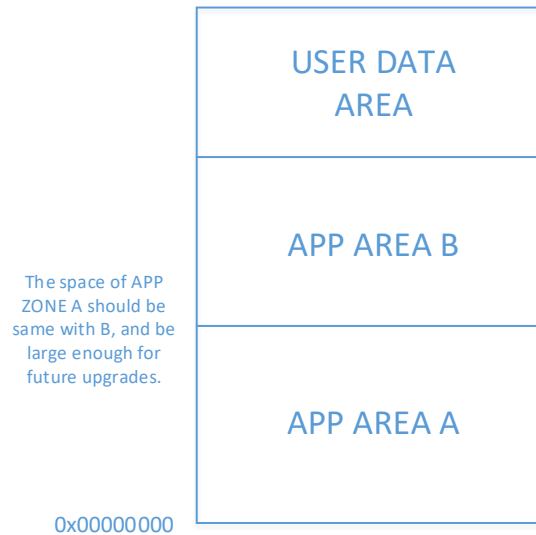 USER DATA
AREA
APP AREA B
The space of APP
ZONE A should be
same with B, and be
large enough for
future upgrades.
APP AREA A
0x00000000